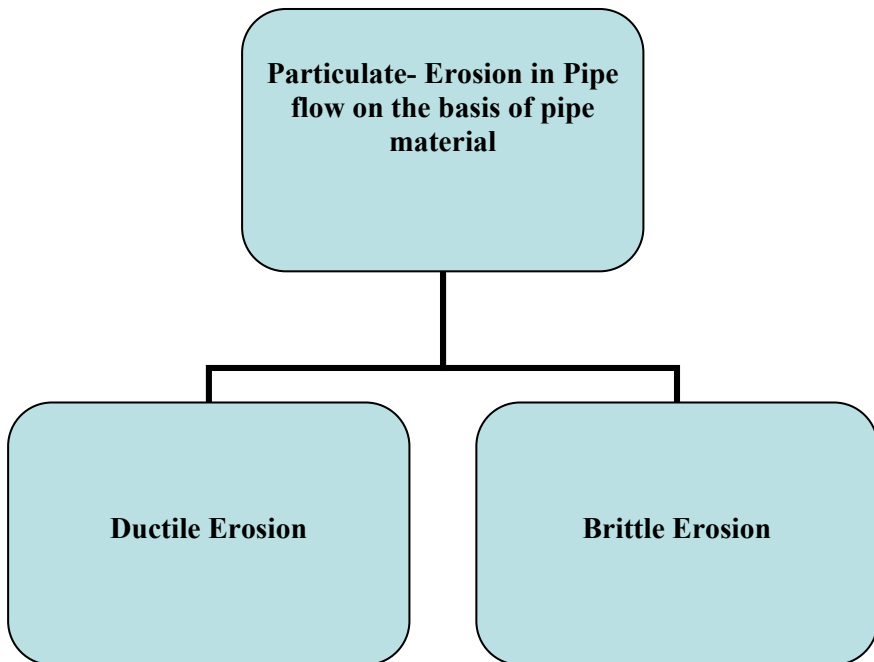 Particulate- Erosion in Pipe
flow on the basis of pipe
material
Ductile Erosion
Brittle Erosion